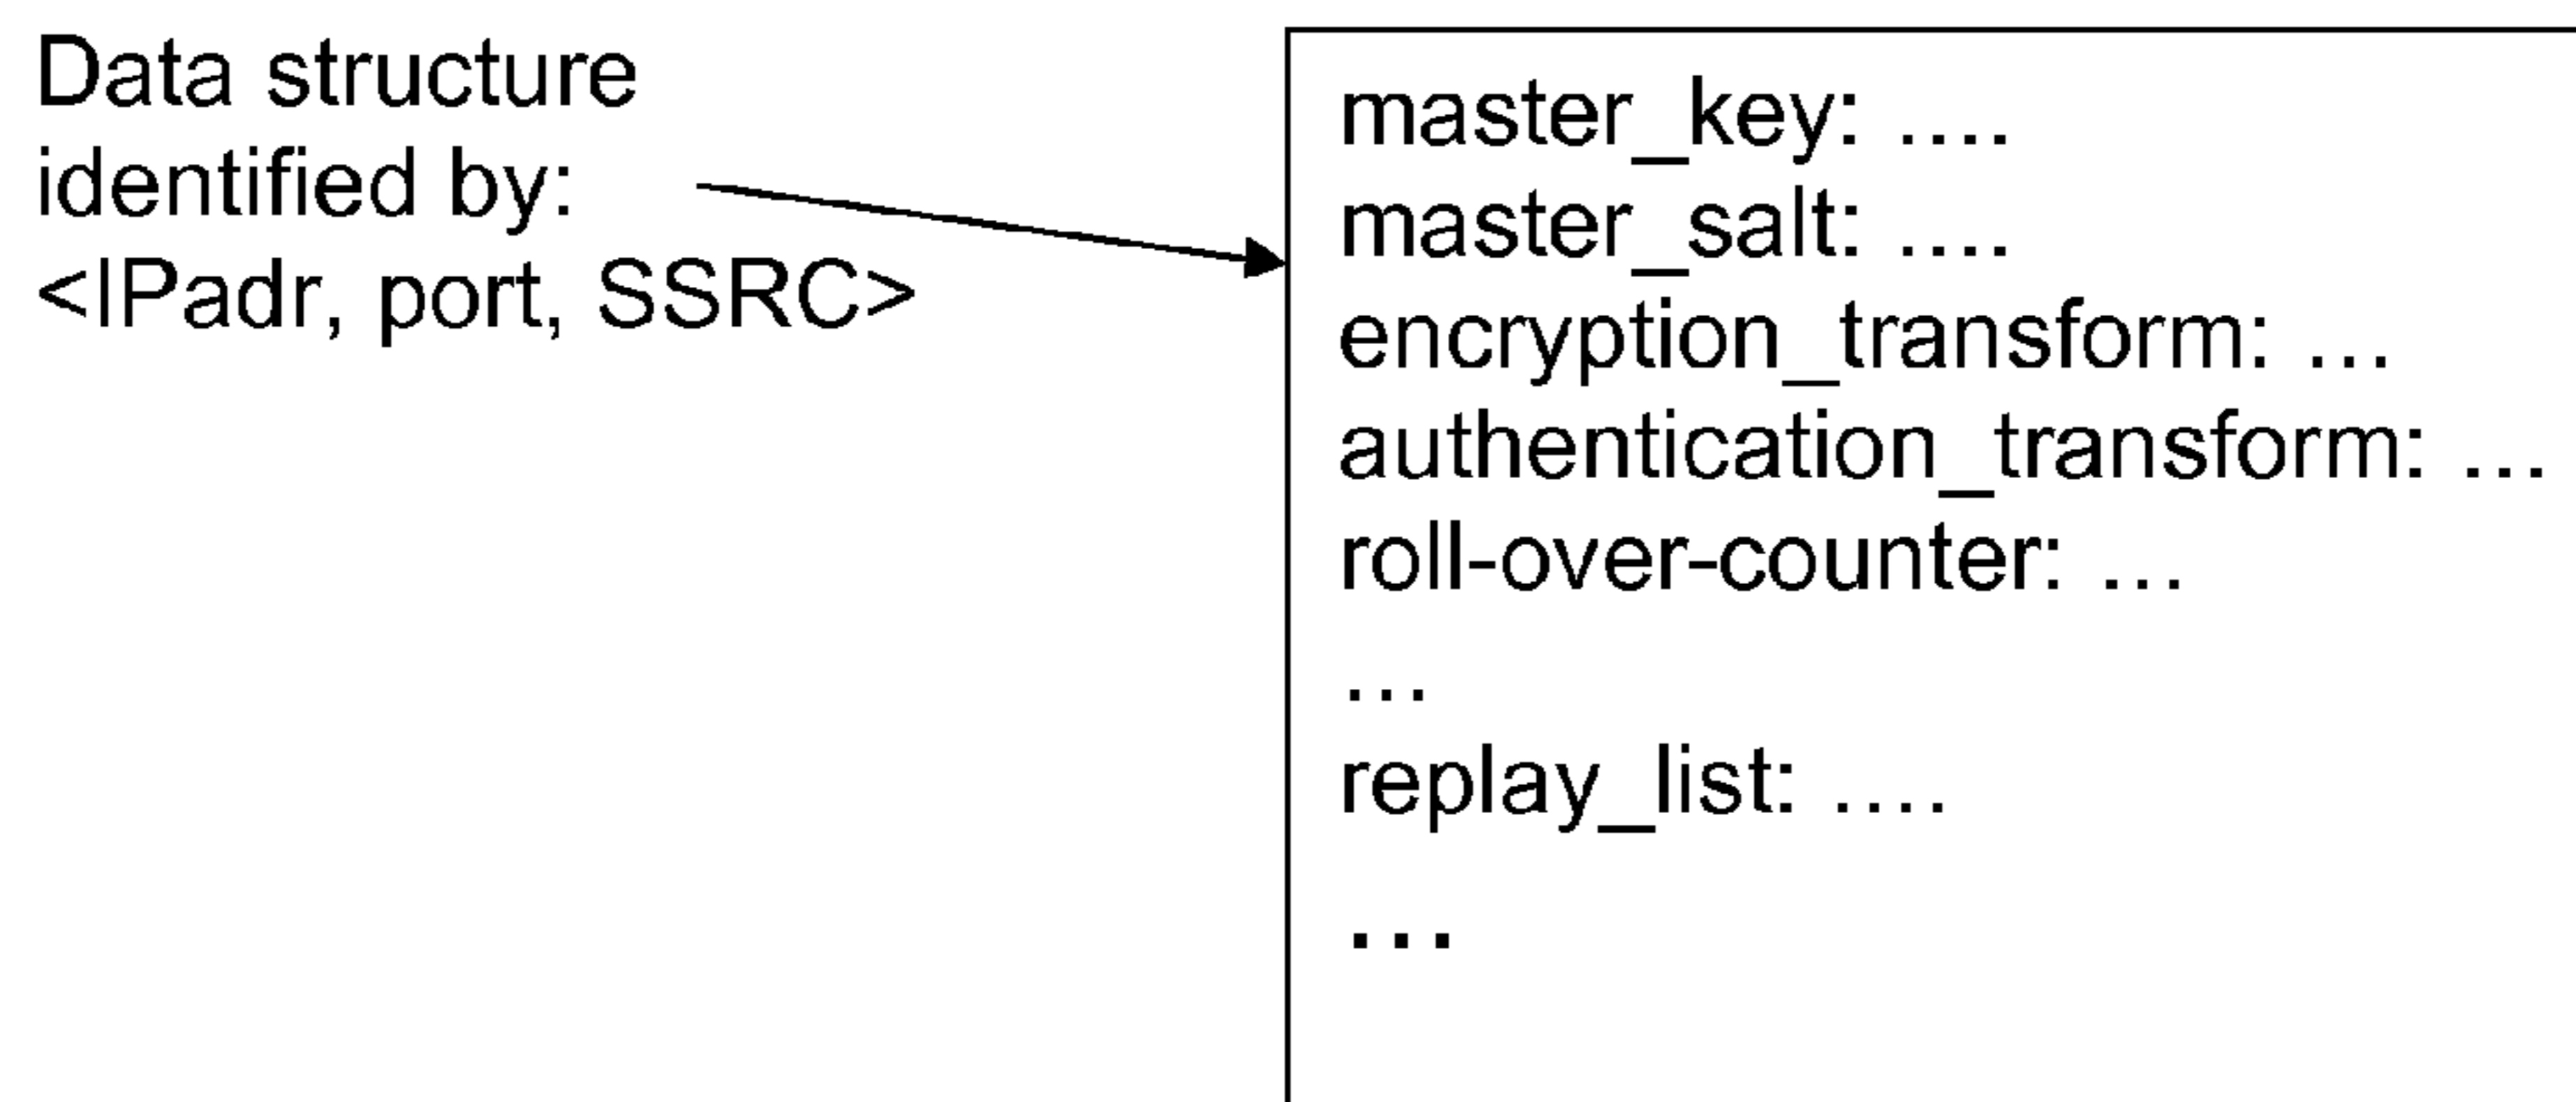 Data structure
identified by:
<IPadr, port, SSRC>
master_key: ....
master_salt: ....
encryption_transform: ...
authentication_transform: ...
roll-over-counter: ...
...
replay_list: ....
...